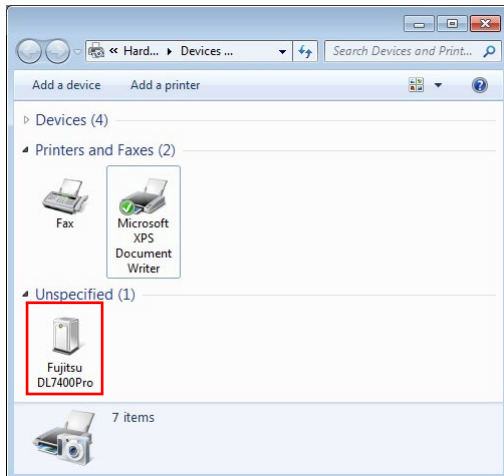 « Hard... ▸ Devices ...
Search Devices and Print...
Add a device Add a printer
Devices (4)
Printers and Faxes (2)
Fax
Microsoft
XPS
Document
Writer
Unspecified (1)
Fujitsu
DL7400Pro
7 items